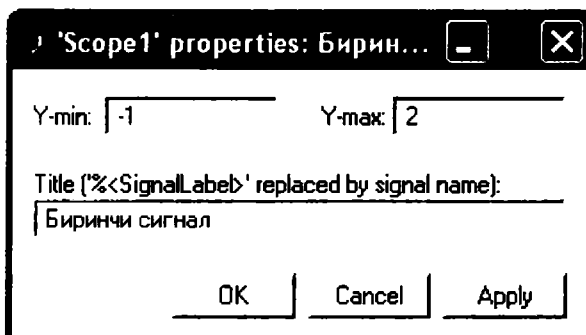 'Scope1' properties: Бирин...
Y-min: -1 Y-max: 2
Title ('%<SignalLabel>' replaced by signal name):
Биринчи сигнал
OK Cancel Apply